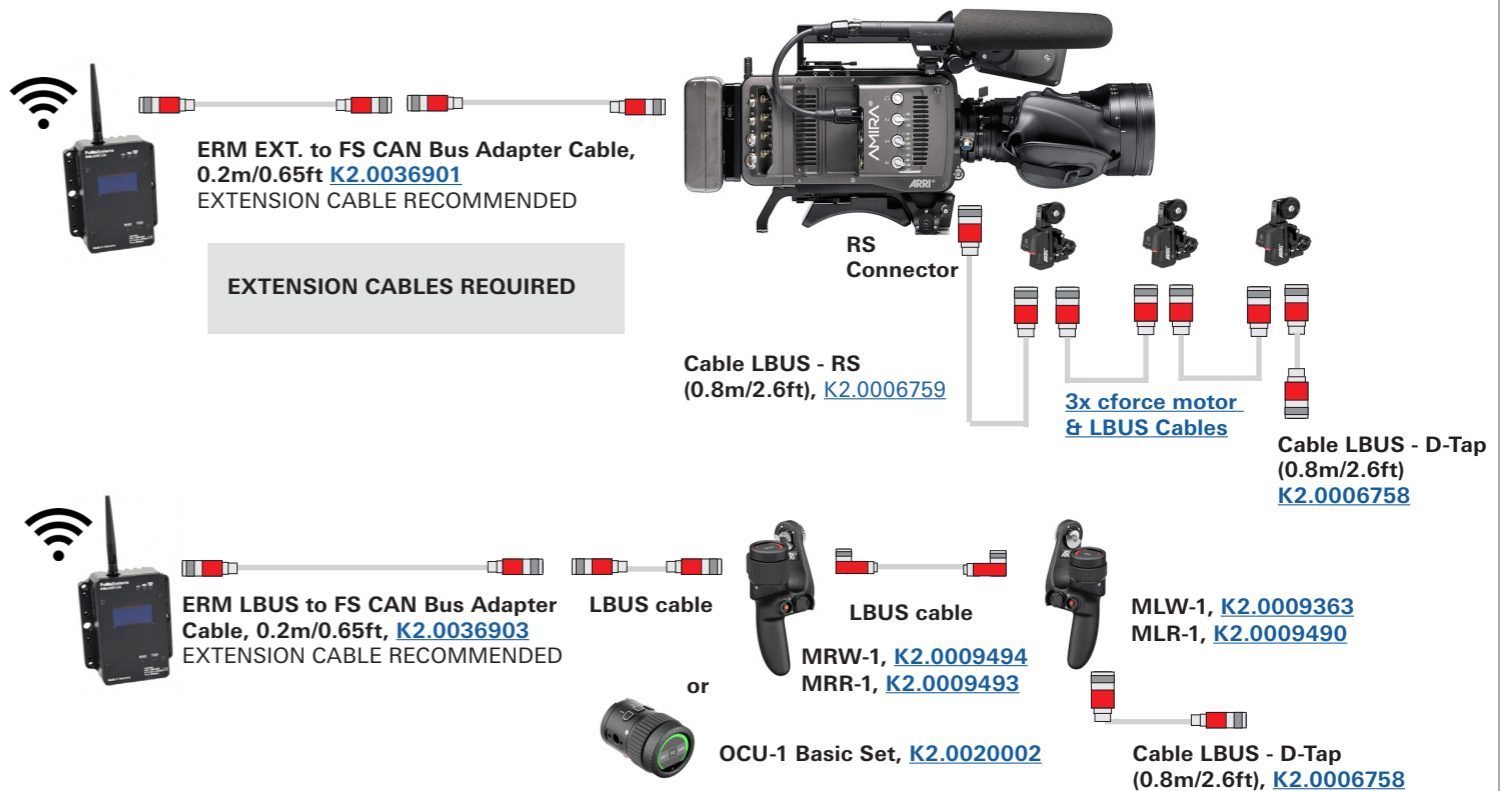 ERM EXT. to FS CAN Bus Adapter Cable,
0.2m/0.65ft K2.0036901
EXTENSION CABLE RECOMMENDED
EXTENSION CABLES REQUIRED
AMIRA
ARRI
RS
Connector
Cable LBUS - RS
(0.8m/2.6ft), K2.0006759
3x cforce motor
& LBUS Cables
Cable LBUS - D-Tap
(0.8m/2.6ft)
K2.0006758
ERM LBUS to FS CAN Bus Adapter
Cable, 0.2m/0.65ft, K2.0036903
EXTENSION CABLE RECOMMENDED
LBUS cable
LBUS cable
MRW-1, K2.0009494
MRR-1, K2.0009493
MLW-1, K2.0009363
MLR-1, K2.0009490
or
OCU-1 Basic Set, K2.0020002
Cable LBUS - D-Tap
(0.8m/2.6ft), K2.0006758